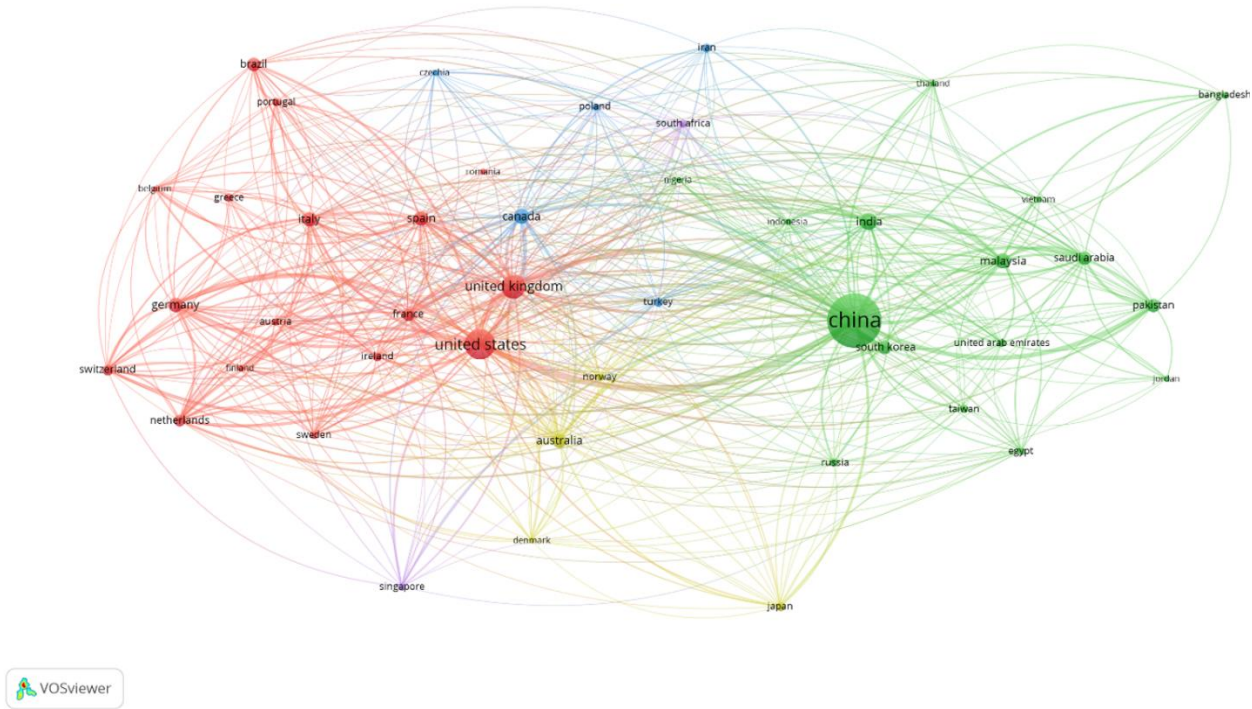 iran
brazil
czechia
thailand
bangladesh
portugal
poland
south africa
romania
nigeria
belgium
greece
vietnam
italy
spain
canada
indonesia
india
saudi arabia
malaysia
united kingdom
turkey
germany
pakistan
france
austria
china
united states
south korea
united arab emirates
ireland
finland
switzerland
norway
jordan
taiwan
netherlands
sweden
australia
egypt
russia
denmark
singapore
japan
VOSviewer